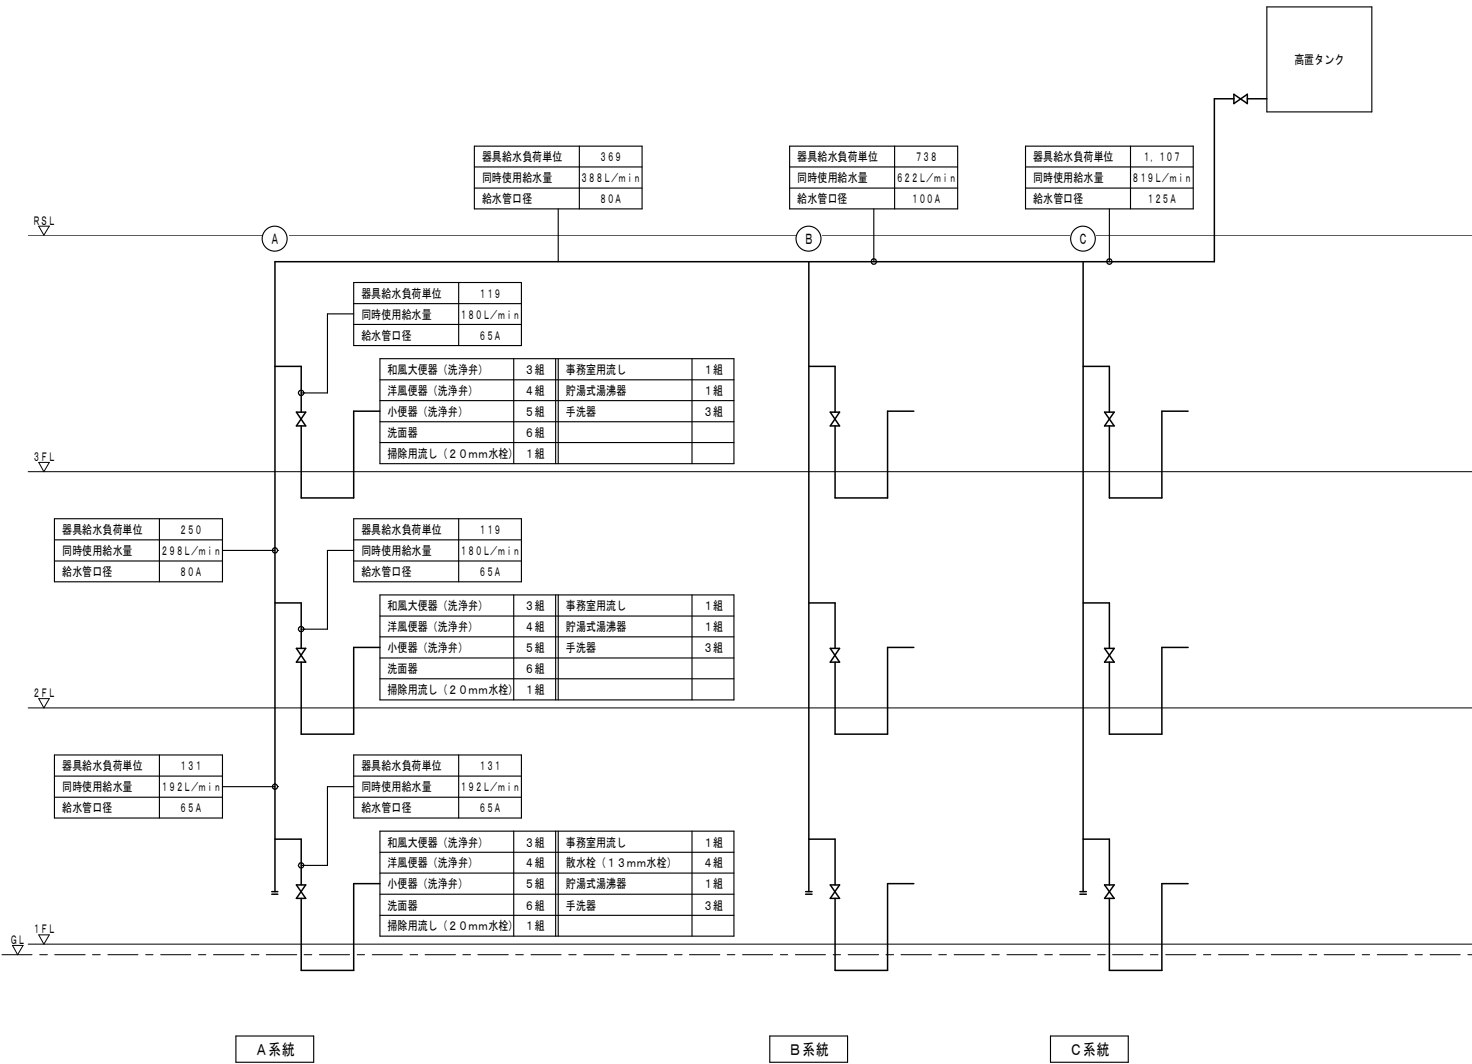 高置タンク
器具給水負荷単位 369
同時使用給水量 388L/min
給水管口径 80A
器具給水負荷単位 738
同時使用給水量 622L/min
給水管口径 100A
器具給水負荷単位 1,107
同時使用給水量 819L/min
給水管口径 125A
RSL
A
B
C
器具給水負荷単位 119
同時使用給水量 180L/min
給水管口径 65A
和風大便器（洗浄弁） 3組 事務室用流し 1組
洋風便器（洗浄弁） 4組 貯湯式湯沸器 1組
小便器（洗浄弁） 5組 手洗器 3組
洗面器 6組
掃除用流し（20mm水栓） 1組
3FL
器具給水負荷単位 250
同時使用給水量 298L/min
給水管口径 80A
器具給水負荷単位 119
同時使用給水量 180L/min
給水管口径 65A
和風大便器（洗浄弁） 3組 事務室用流し 1組
洋風便器（洗浄弁） 4組 貯湯式湯沸器 1組
小便器（洗浄弁） 5組 手洗器 3組
洗面器 6組
掃除用流し（20mm水栓） 1組
2FL
器具給水負荷単位 131
同時使用給水量 192L/min
給水管口径 65A
器具給水負荷単位 131
同時使用給水量 192L/min
給水管口径 65A
和風大便器（洗浄弁） 3組 事務室用流し 1組
洋風便器（洗浄弁） 4組 散水栓（13mm水栓） 4組
小便器（洗浄弁） 5組 貯湯式湯沸器 1組
洗面器 6組 手洗器 3組
掃除用流し（20mm水栓） 1組
1FL
GL
A系統
B系統
C系統